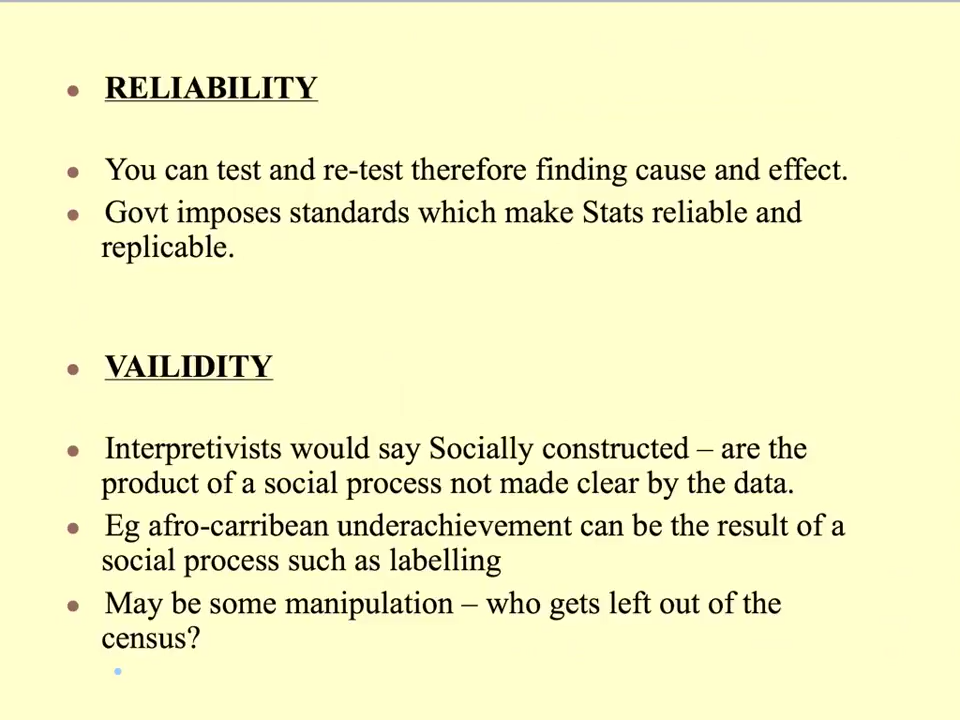 • RELIABILITY
• You can test and re-test therefore finding cause and effect.
• Govt imposes standards which make Stats reliable and
replicable.
• VAILIDITY
• Interpretivists would say Socially constructed – are the
product of a social process not made clear by the data.
• Eg afro-carribean underachievement can be the result of a
social process such as labelling
• May be some manipulation – who gets left out of the
census?